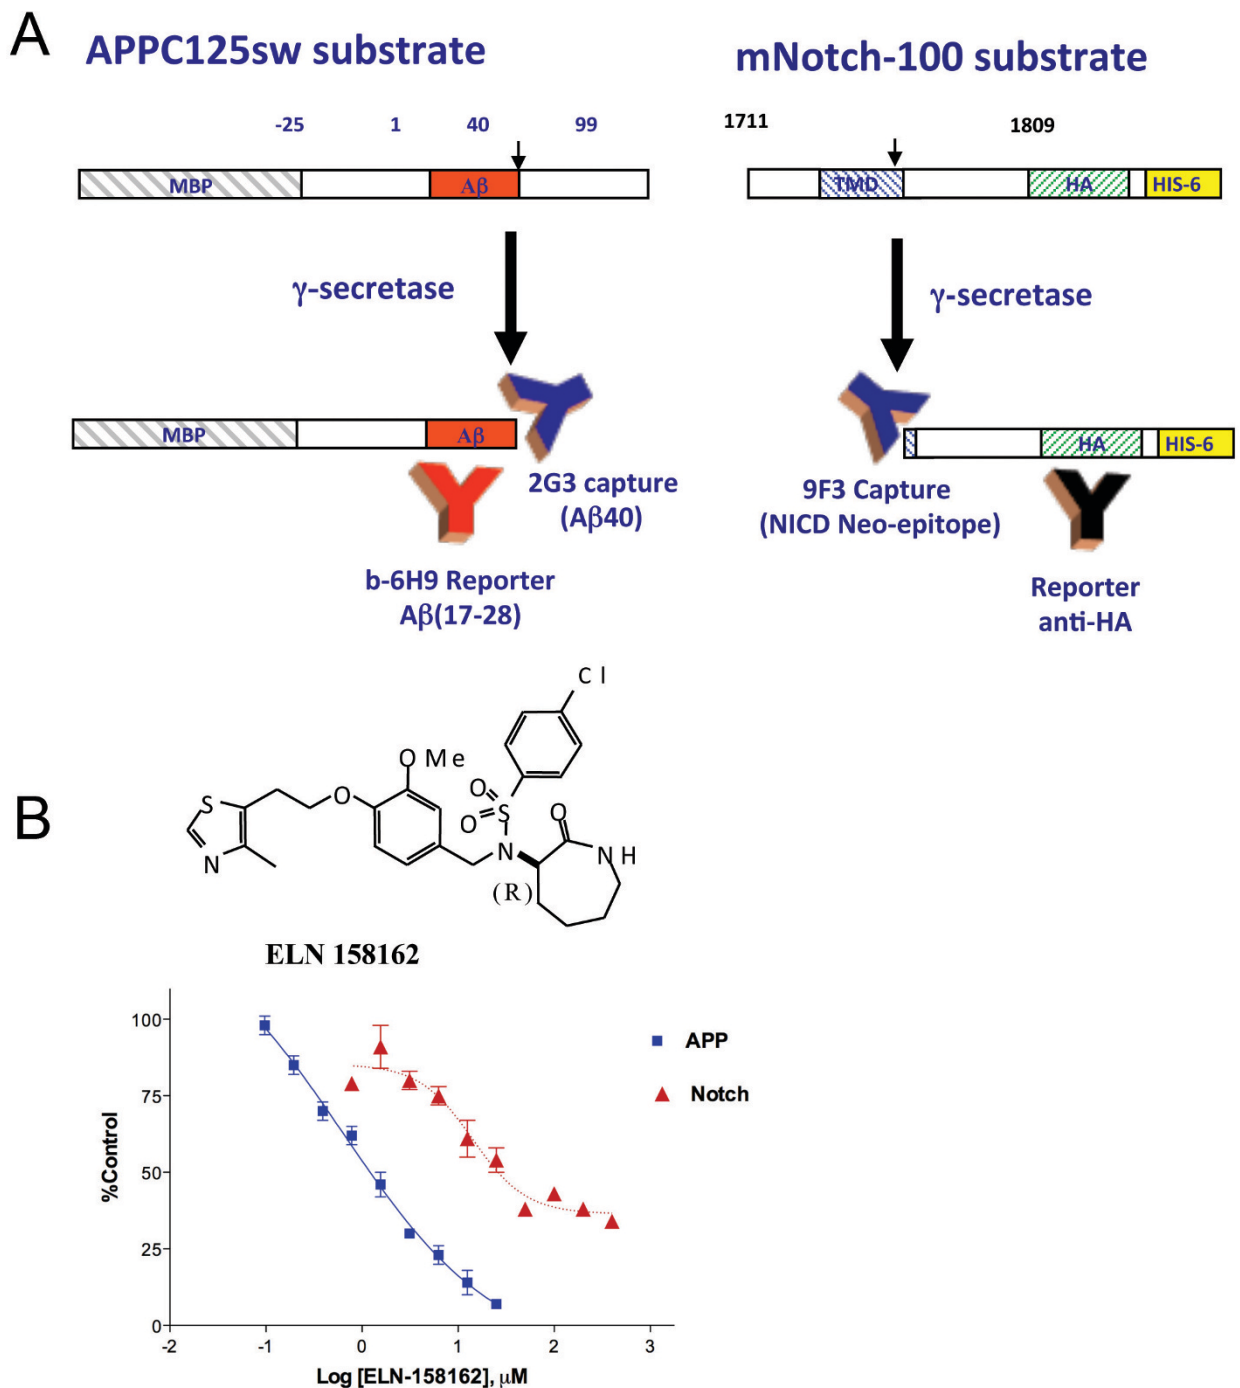 A
APPC125sw substrate
mNotch-100 substrate
-25 1 40 99
1711 1809
MBP Aβ
TMD HA HIS-6
γ-secretase
γ-secretase
MBP Aβ
HA HIS-6
2G3 capture
(Aβ40)
9F3 Capture
(NICD Neo-epitope)
b-6H9 Reporter
Aβ(17-28)
Reporter
anti-HA
B
Cl
OMe
O
S
O
O
S
O
N
N
NH
(R)
ELN 158162
100
75
50
25
0
%Control
APP
Notch
-2 -1 0 1 2 3
Log [ELN-158162], μM